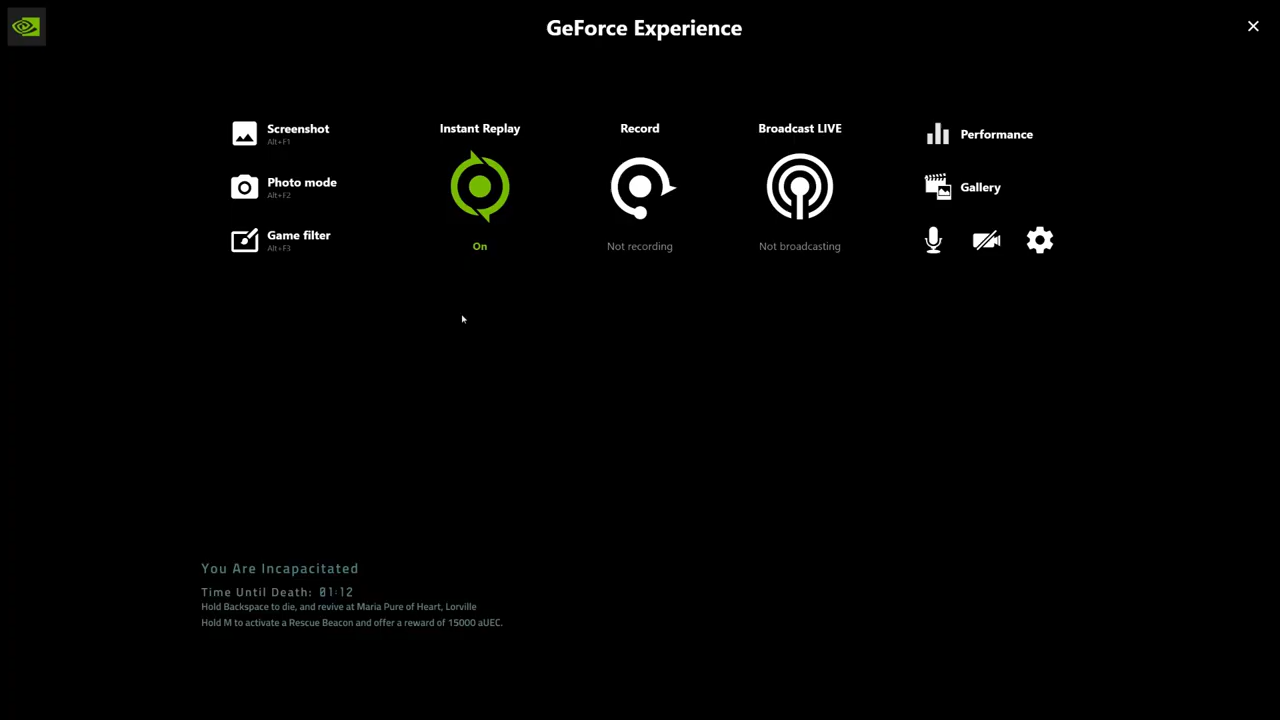 GeForce Experience
Screenshot
Alt+F1
Photo mode
Alt+F2
Game filter
Alt+F3
Instant Replay
On
Record
Not recording
Broadcast LIVE
Not broadcasting
Performance
Gallery
You Are Incapacitated
Time Until Death: 01:12
Hold Backspace to die, and revive at Maria Pure of Heart, Lorville
Hold M to activate a Rescue Beacon and offer a reward of 15000 aUEC.